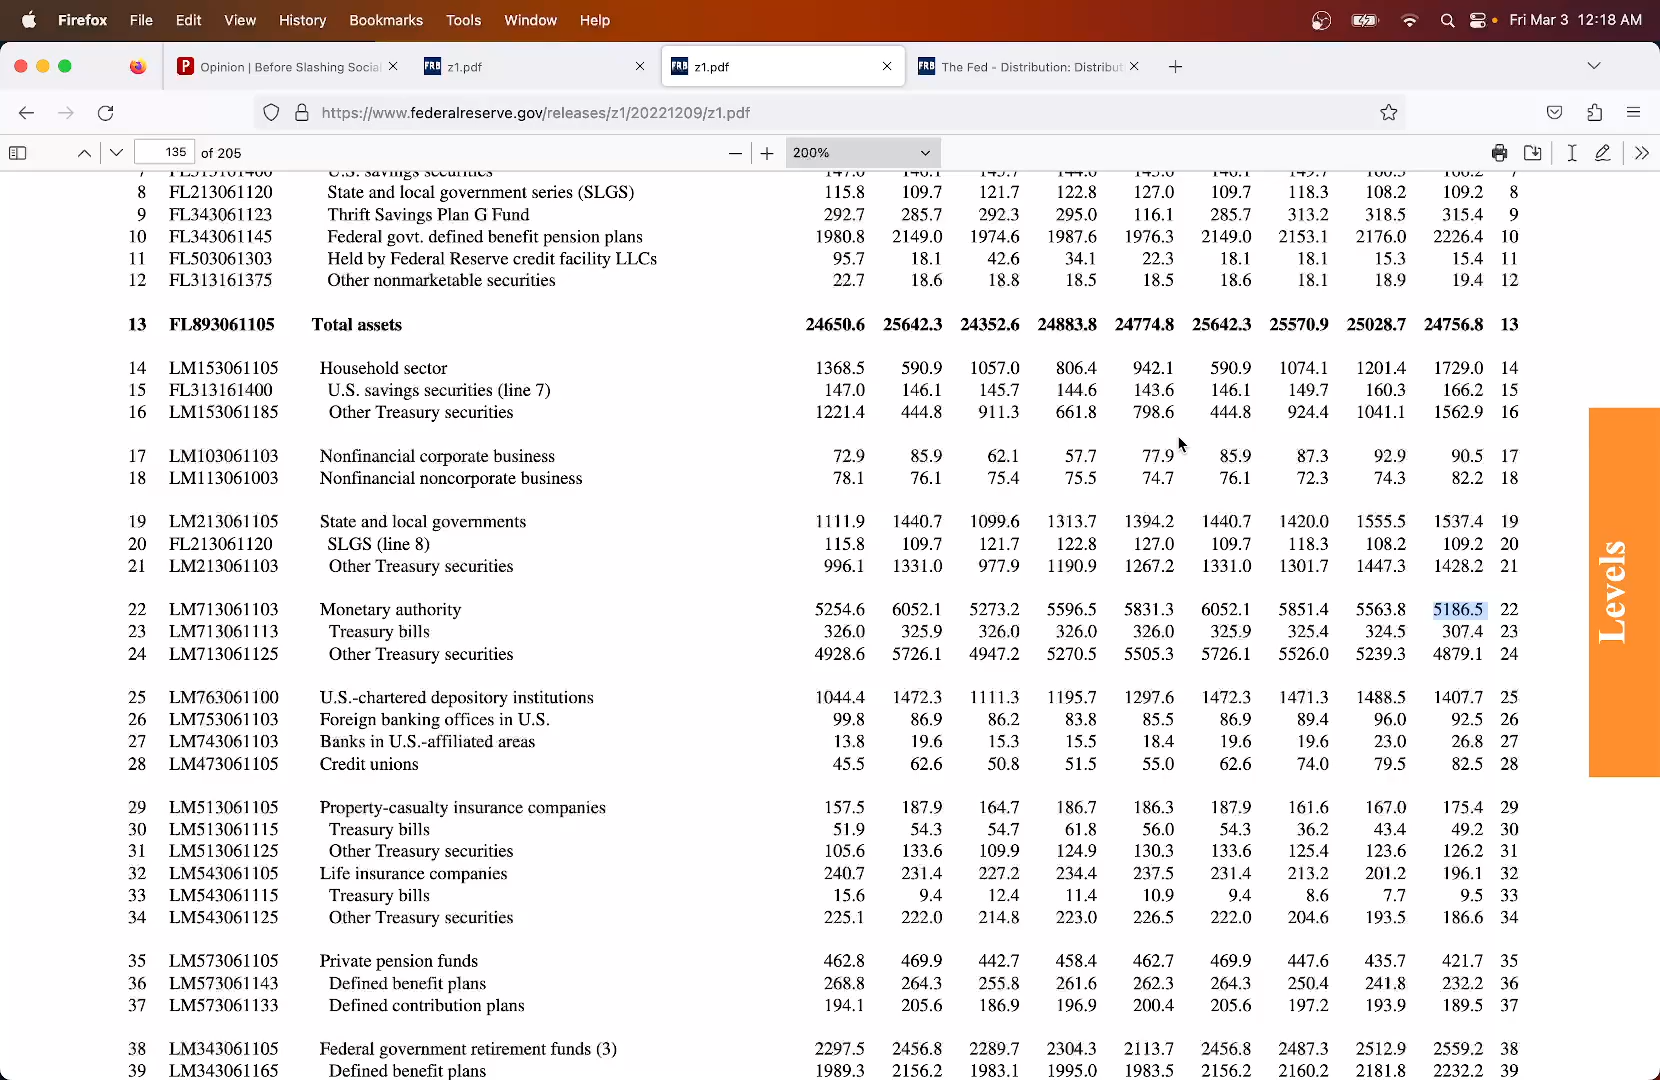 Firefox File Edit View History Bookmarks Tools Window Help Fri Mar 3 12:18 AM
Opinion | Before Slashing Social z1.pdf z1.pdf The Fed - Distribution: Distribut
https://www.federalreserve.gov/releases/z1/20221209/z1.pdf
135 of 205 200%
7 FL313161400 U.S. savings securities 147.0 146.1 145.7 144.6 143.6 146.1 149.7 160.3 166.2 7
8 FL213061120 State and local government series (SLGS) 115.8 109.7 121.7 122.8 127.0 109.7 118.3 108.2 109.2 8
9 FL343061123 Thrift Savings Plan G Fund 292.7 285.7 292.3 295.0 116.1 285.7 313.2 318.5 315.4 9
10 FL343061145 Federal govt. defined benefit pension plans 1980.8 2149.0 1974.6 1987.6 1976.3 2149.0 2153.1 2176.0 2226.4 10
11 FL503061303 Held by Federal Reserve credit facility LLCs 95.7 18.1 42.6 34.1 22.3 18.1 18.1 15.3 15.4 11
12 FL313161375 Other nonmarketable securities 22.7 18.6 18.8 18.5 18.5 18.6 18.1 18.9 19.4 12
13 FL893061105 Total assets 24650.6 25642.3 24352.6 24883.8 24774.8 25642.3 25570.9 25028.7 24756.8 13
14 LM153061105 Household sector 1368.5 590.9 1057.0 806.4 942.1 590.9 1074.1 1201.4 1729.0 14
15 FL313161400 U.S. savings securities (line 7) 147.0 146.1 145.7 144.6 143.6 146.1 149.7 160.3 166.2 15
16 LM153061185 Other Treasury securities 1221.4 444.8 911.3 661.8 798.6 444.8 924.4 1041.1 1562.9 16
17 LM103061103 Nonfinancial corporate business 72.9 85.9 62.1 57.7 77.9 85.9 87.3 92.9 90.5 17
18 LM113061003 Nonfinancial noncorporate business 78.1 76.1 75.4 75.5 74.7 76.1 72.3 74.3 82.2 18
19 LM213061105 State and local governments 1111.9 1440.7 1099.6 1313.7 1394.2 1440.7 1420.0 1555.5 1537.4 19
20 FL213061120 SLGS (line 8) 115.8 109.7 121.7 122.8 127.0 109.7 118.3 108.2 109.2 20
21 LM213061103 Other Treasury securities 996.1 1331.0 977.9 1190.9 1267.2 1331.0 1301.7 1447.3 1428.2 21
22 LM713061103 Monetary authority 5254.6 6052.1 5273.2 5596.5 5831.3 6052.1 5851.4 5563.8 5186.5 22
23 LM713061113 Treasury bills 326.0 325.9 326.0 326.0 326.0 325.9 325.4 324.5 307.4 23
24 LM713061125 Other Treasury securities 4928.6 5726.1 4947.2 5270.5 5505.3 5726.1 5526.0 5239.3 4879.1 24
25 LM763061100 U.S.-chartered depository institutions 1044.4 1472.3 1111.3 1195.7 1297.6 1472.3 1471.3 1488.5 1407.7 25
26 LM753061103 Foreign banking offices in U.S. 99.8 86.9 86.2 83.8 85.5 86.9 89.4 96.0 92.5 26
27 LM743061103 Banks in U.S.-affiliated areas 13.8 19.6 15.3 15.5 18.4 19.6 19.6 23.0 26.8 27
28 LM473061105 Credit unions 45.5 62.6 50.8 51.5 55.0 62.6 74.0 79.5 82.5 28
29 LM513061105 Property-casualty insurance companies 157.5 187.9 164.7 186.7 186.3 187.9 161.6 167.0 175.4 29
30 LM513061115 Treasury bills 51.9 54.3 54.7 61.8 56.0 54.3 36.2 43.4 49.2 30
31 LM513061125 Other Treasury securities 105.6 133.6 109.9 124.9 130.3 133.6 125.4 123.6 126.2 31
32 LM543061105 Life insurance companies 240.7 231.4 227.2 234.4 237.5 231.4 213.2 201.2 196.1 32
33 LM543061115 Treasury bills 15.6 9.4 12.4 11.4 10.9 9.4 8.6 7.7 9.5 33
34 LM543061125 Other Treasury securities 225.1 222.0 214.8 223.0 226.5 222.0 204.6 193.5 186.6 34
35 LM573061105 Private pension funds 462.8 469.9 442.7 458.4 462.7 469.9 447.6 435.7 421.7 35
36 LM573061143 Defined benefit plans 268.8 264.3 255.8 261.6 262.3 264.3 250.4 241.8 232.2 36
37 LM573061133 Defined contribution plans 194.1 205.6 186.9 196.9 200.4 205.6 197.2 193.9 189.5 37
38 LM343061105 Federal government retirement funds (3) 2297.5 2456.8 2289.7 2304.3 2113.7 2456.8 2487.3 2512.9 2559.2 38
39 LM343061165 Defined benefit plans 1989.3 2156.2 1983.1 1995.0 1983.5 2156.2 2160.2 2181.8 2232.2 39
Levels